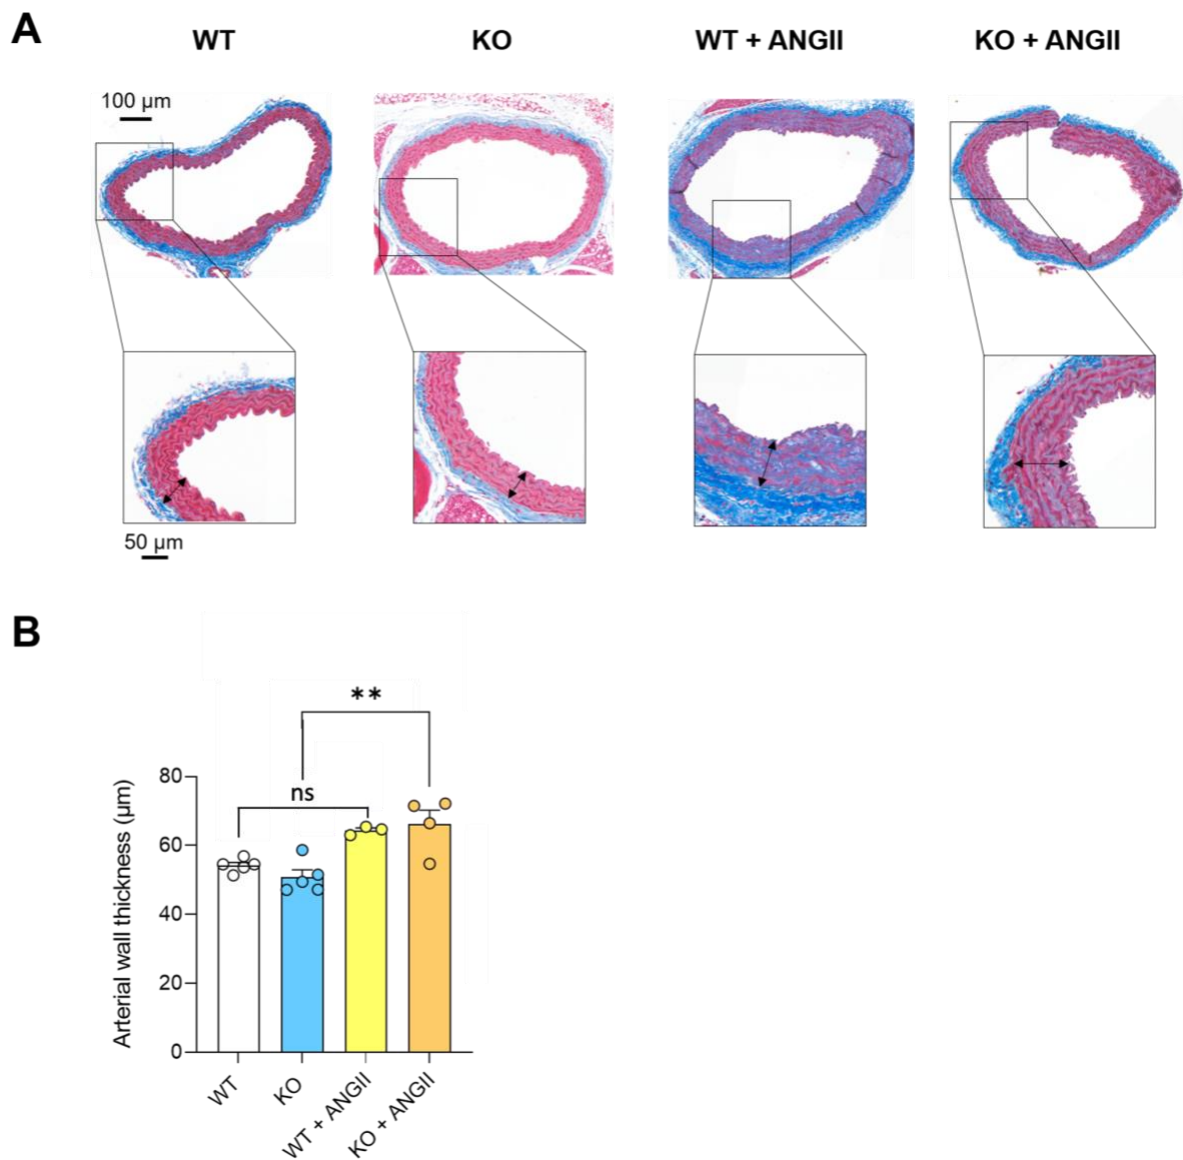 A
WT
KO
WT + ANGII
KO + ANGII
100 µm
50 µm
B
**
ns
Arterial wall thickness (µm)
80
60
40
20
0
WT
KO
WT + ANGII
KO + ANGII